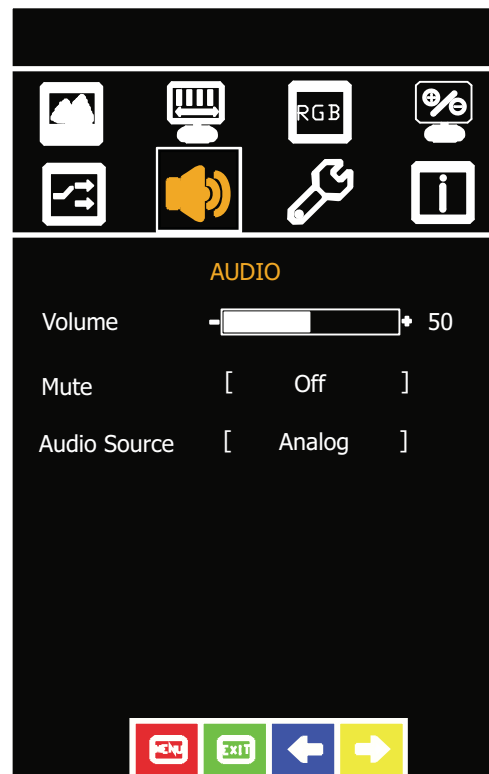 RGB
AUDIO
Volume - + 50
Mute [ Off ]
Audio Source [ Analog ]
MENU EXIT